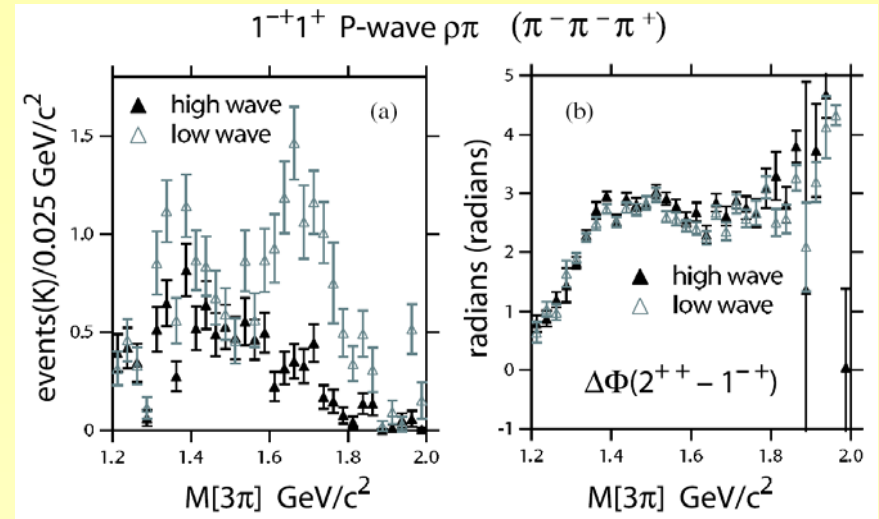 1⁻⁺1⁺ P-wave ρπ (π⁻π⁻π⁺)
high wave
low wave
(a)
1.5
1.0
0.5
0
events(K)/0.025 GeV/c²
1.2 1.4 1.6 1.8 2.0
M[3π] GeV/c²
(b)
5
4
3
2
1
0
-1
radians (radians)
high wave
low wave
ΔΦ(2⁺⁺ − 1⁻⁺)
1.2 1.4 1.6 1.8 2.0
M[3π] GeV/c²